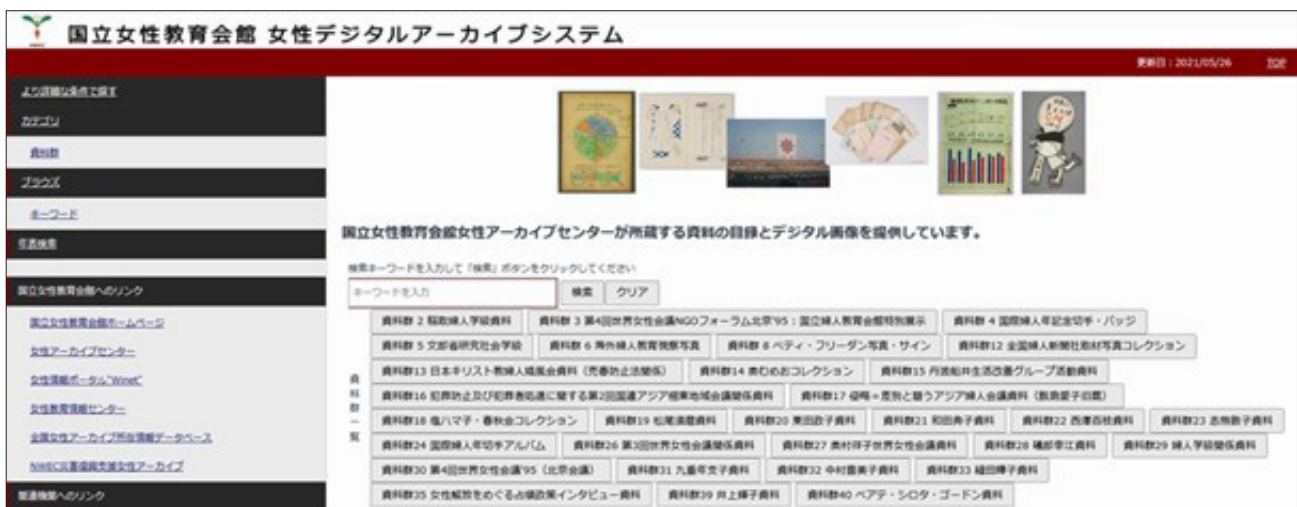 国立女性教育会館 女性デジタルアーカイブシステム
更新日：2021/05/26 TOP
より詳細な条件で探す
カテゴリ
資料群
ブラウズ
キーワード
年表検索
国立女性教育会館へのリンク
国立女性教育会館ホームページ
女性アーカイブセンター
女性情報ポータル"Winet"
女性教育情報センター
全国女性アーカイブ所在情報データベース
NWEC災害復興支援女性アーカイブ
関連機関へのリンク
国立女性教育会館女性アーカイブセンターが所蔵する資料の目録とデジタル画像を提供しています。
検索キーワードを入力して「検索」ボタンをクリックしてください
キーワードを入力 検索 クリア
資料群一覧
資料群 2 稲取婦人学級資料 資料群 3 第4回世界女性会議NGOフォーラム北京'95：国立婦人教育会館特別展示 資料群 4 国際婦人年記念切手・バッジ
資料群 5 文部省研究社会学級 資料群 6 海外婦人教育視察写真 資料群 8 ベティ・フリーダン写真・サイン 資料群12 全国婦人新聞社取材写真コレクション
資料群13 日本キリスト教婦人矯風会資料（売春防止法関係） 資料群14 奥むめおコレクション 資料群15 丹波船井生活改善グループ活動資料
資料群16 犯罪防止及び犯罪者処遇に関する第2回国連アジア極東地域会議関係資料 資料群17 侵略=差別と闘うアジア婦人会議資料（飯島愛子旧蔵）
資料群18 塩ハマ子・春秋会コレクション 資料群19 松尾須磨資料 資料群20 東田政子資料 資料群21 和田典子資料 資料群22 西澤百枝資料 資料群23 志熊敦子資料
資料群24 国際婦人年切手アルバム 資料群26 第3回世界女性会議関係資料 資料群27 奥村祥子世界女性会議資料 資料群28 磯部幸江資料 資料群29 婦人学級関係資料
資料群30 第4回世界女性会議'95（北京会議） 資料群31 九重年支子資料 資料群32 中村道美子資料 資料群33 縫田曄子資料
資料群35 女性解放をめぐる占領政策インタビュー資料 資料群39 井上輝子資料 資料群40 ベアテ・シロタ・ゴードン資料